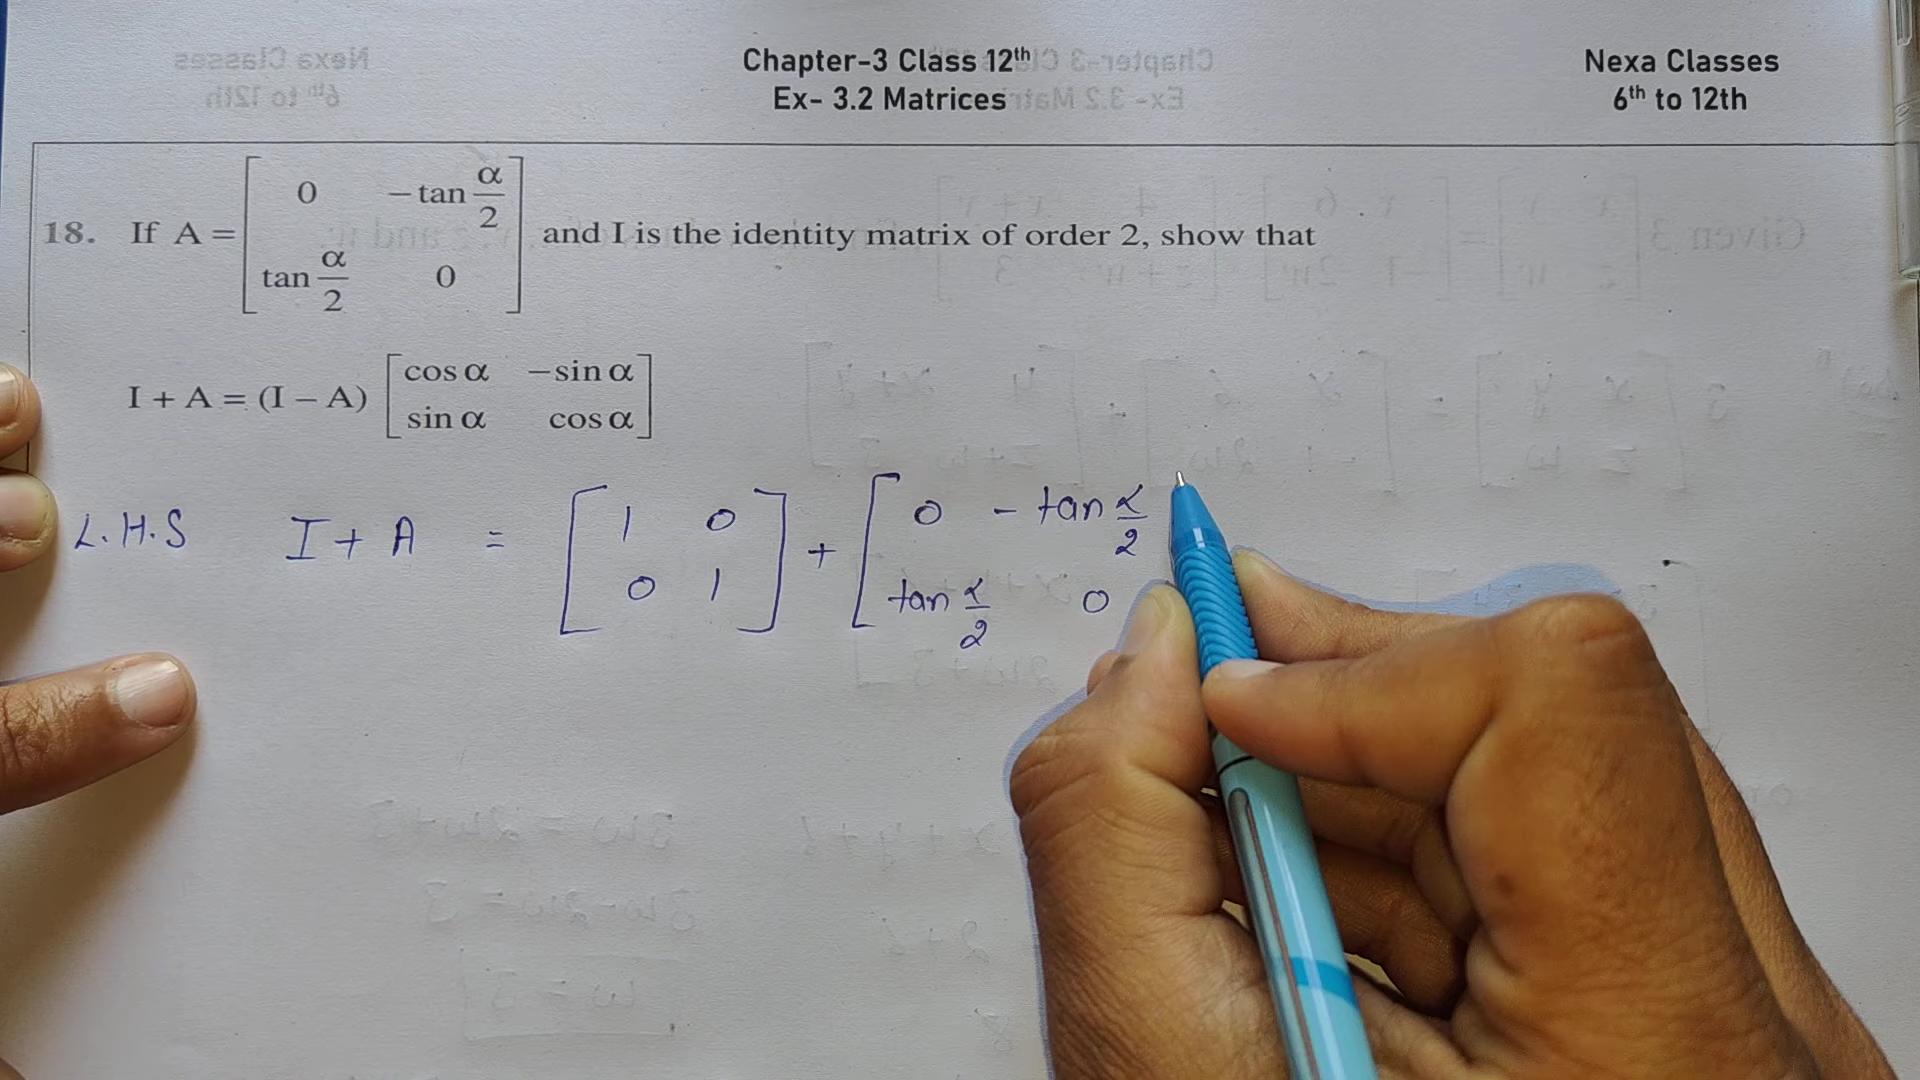 Chapter-3 Class 12th
Ex- 3.2 Matrices
Nexa Classes
6th to 12th
18. If A = [0 -tan α/2
tan α/2 0] and I is the identity matrix of order 2, show that
I + A = (I – A) [cos α -sin α
sin α cos α]
L.H.S I + A = [1 0
0 1] + [0 - tan α/2
tan α/2 0